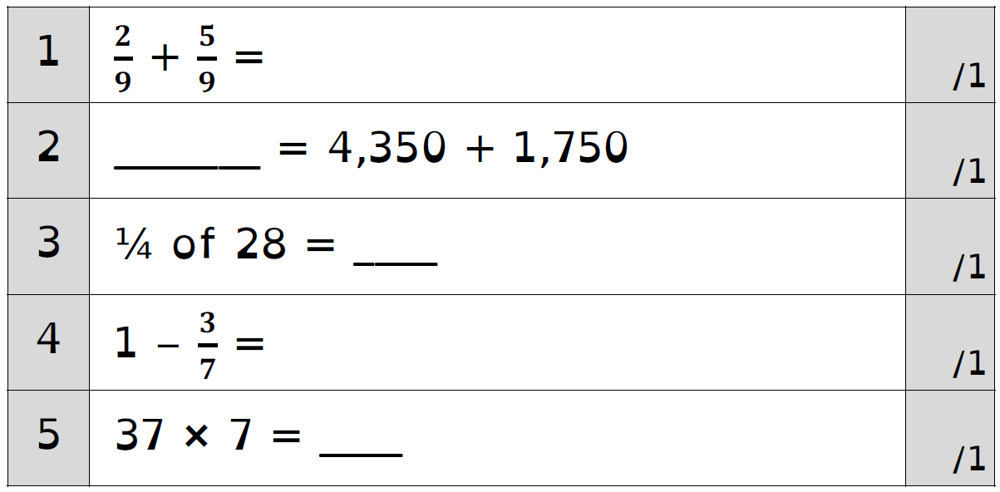 1 2/9 + 5/9 = /1
2 _______ = 4,350 + 1,750 /1
3 ¼ of 28 = ____ /1
4 1 – 3/7 = /1
5 37 × 7 = ____ /1